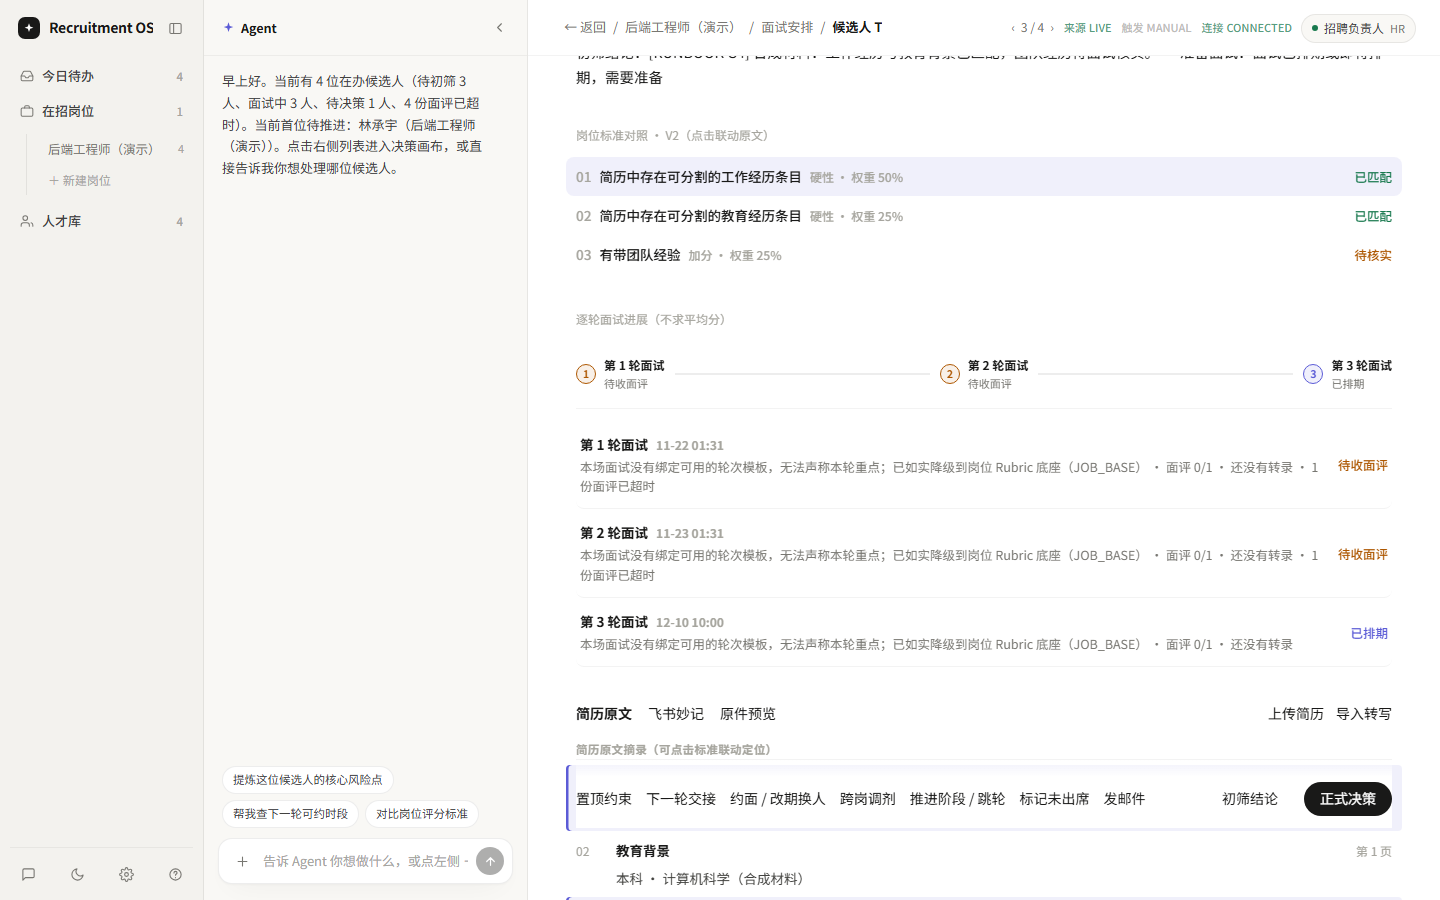 Recruitment OS
今日待办 4
在招岗位 1
后端工程师（演示） 4
＋ 新建岗位
人才库 4
Agent
早上好。当前有 4 位在办候选人（待初筛 3
人、面试中 3 人、待决策 1 人、4 份面评已超
时）。当前首位待推进：林承宇（后端工程师
（演示））。点击右侧列表进入决策画布，或直
接告诉我你想处理哪位候选人。
提炼这位候选人的核心风险点
帮我查下一轮可约时段 对比岗位评分标准
告诉 Agent 你想做什么，或点左侧
← 返回 / 后端工程师（演示） / 面试安排 / 候选人 T
‹ 3 / 4 › 来源 LIVE 触发 MANUAL 连接 CONNECTED 招聘负责人 HR
期，需要准备
岗位标准对照 · V2（点击联动原文）
01 简历中存在可分割的工作经历条目 硬性 · 权重 50% 已匹配
02 简历中存在可分割的教育经历条目 硬性 · 权重 25% 已匹配
03 有带团队经验 加分 · 权重 25% 待核实
逐轮面试进展（不求平均分）
1 第 1 轮面试 待收面评
2 第 2 轮面试 待收面评
3 第 3 轮面试 已排期
第 1 轮面试 11-22 01:31
本场面试没有绑定可用的轮次模板，无法声称本轮重点；已如实降级到岗位 Rubric 底座（JOB_BASE） · 面评 0/1 · 还没有转录 · 1 待收面评
份面评已超时
第 2 轮面试 11-23 01:31
本场面试没有绑定可用的轮次模板，无法声称本轮重点；已如实降级到岗位 Rubric 底座（JOB_BASE） · 面评 0/1 · 还没有转录 · 1 待收面评
份面评已超时
第 3 轮面试 12-10 10:00
本场面试没有绑定可用的轮次模板，无法声称本轮重点；已如实降级到岗位 Rubric 底座（JOB_BASE） · 面评 0/1 · 还没有转录 已排期
简历原文 飞书妙记 原件预览 上传简历 导入转写
简历原文摘录（可点击标准联动定位）
置顶约束 下一轮交接 约面 / 改期换人 跨岗调剂 推进阶段 / 跳轮 标记未出席 发邮件 初筛结论 正式决策
02 教育背景 第 1 页
本科 · 计算机科学（合成材料）